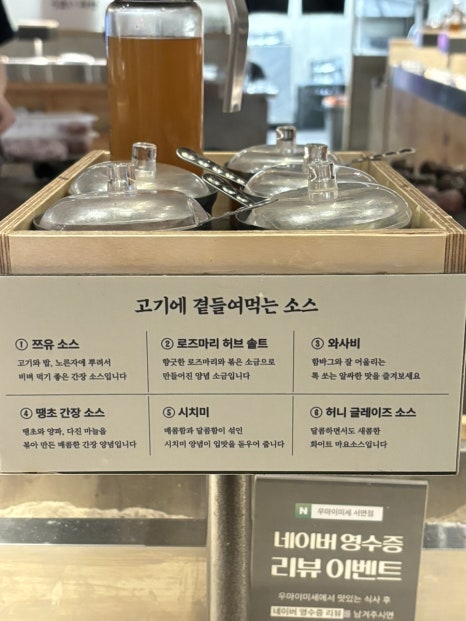 고기에 곁들여먹는 소스
① 쯔유 소스
고기와 밥, 노른자에 뿌려서
비벼 먹기 좋은 간장 소스입니다
② 로즈마리 허브 솔트
향긋한 로즈마리와 볶은 소금으로
만들어진 양념 소금입니다
③ 와사비
함바그와 잘 어울리는
톡 쏘는 알싸한 맛을 즐겨보세요
④ 땡초 간장 소스
땡초와 양파, 다진 마늘을
볶아 만든 매콤한 간장 양념입니다
⑤ 시치미
매콤함과 달콤함이 섞인
시치미 양념이 입맛을 돋우어 줍니다
⑥ 허니 글레이즈 소스
달콤하면서도 새콤한
화이트 마요소스입니다
N 우마이미세 서면점
네이버 영수증
리뷰 이벤트
우마이미세에서 맛있는 식사 후
네이버 영수증 리뷰를 남겨주시면